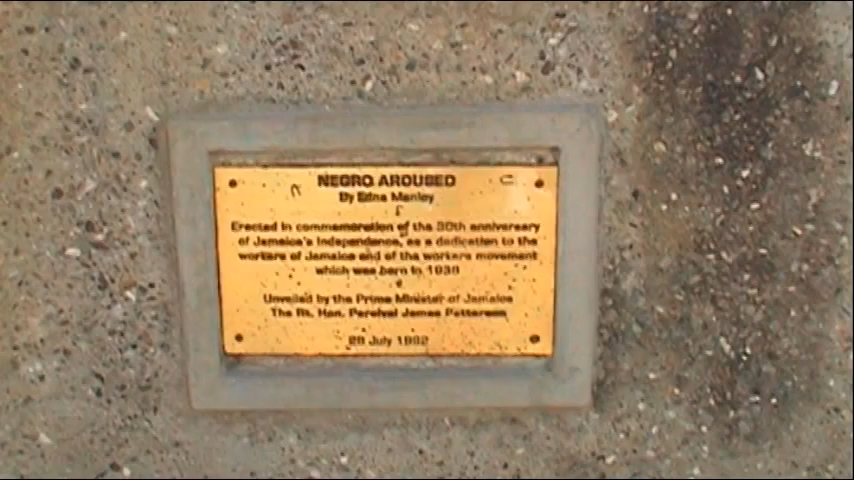 NEGRO AROUSED
By Edna Manley
Erected in commemoration of the 30th anniversary
of Jamaica's Independence, as a dedication to the
workers of Jamaica and of the workers movement
which was born in 1938
Unveiled by the Prime Minister of Jamaica
The Rt. Hon. Percival James Patterson
28 July 1992